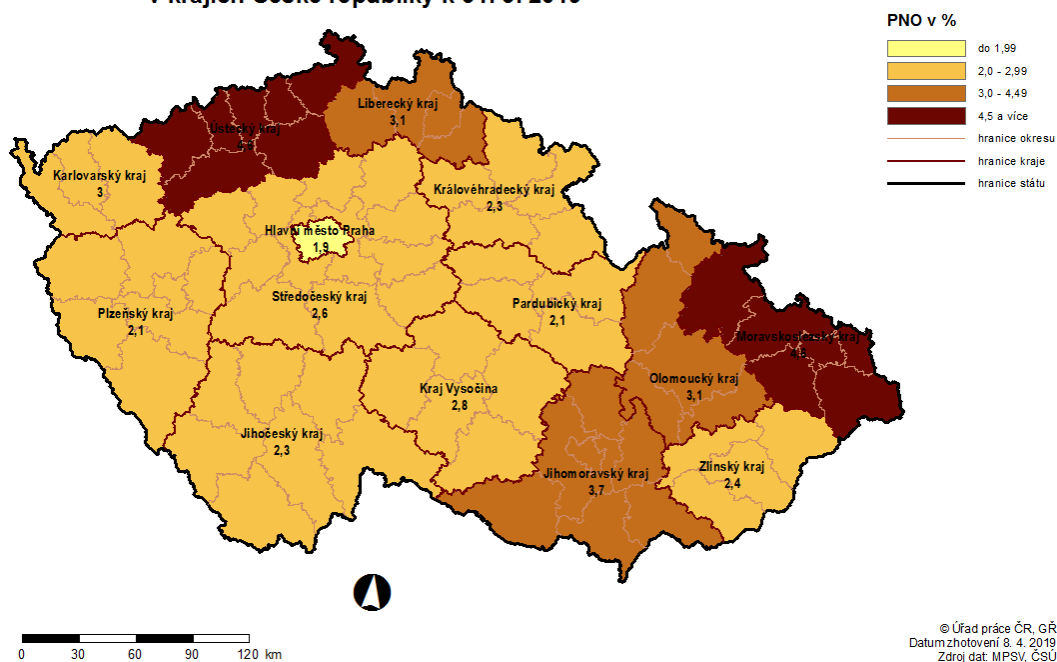 PNO v %
do 1,99
2,0 - 2,99
3,0 - 4,49
4,5 a více
hranice okresu
hranice kraje
hranice státu
Liberecký kraj
3,1
Ústecký kraj
Karlovarský kraj
3
Královéhradecký kraj
2,3
Hlavní město Praha
1,9
Středočeský kraj
2,6
Pardubický kraj
2,1
Plzeňský kraj
2,1
Moravskoslezský kraj
Olomoucký kraj
3,1
Kraj Vysočina
2,8
Jihočeský kraj
2,3
Zlínský kraj
2,4
Jihomoravský kraj
3,7
0 30 60 90 120 km
© Úřad práce ČR, GŘ
Datum zhotovení 8. 4. 2019
Zdroj dat: MPSV, ČSÚ